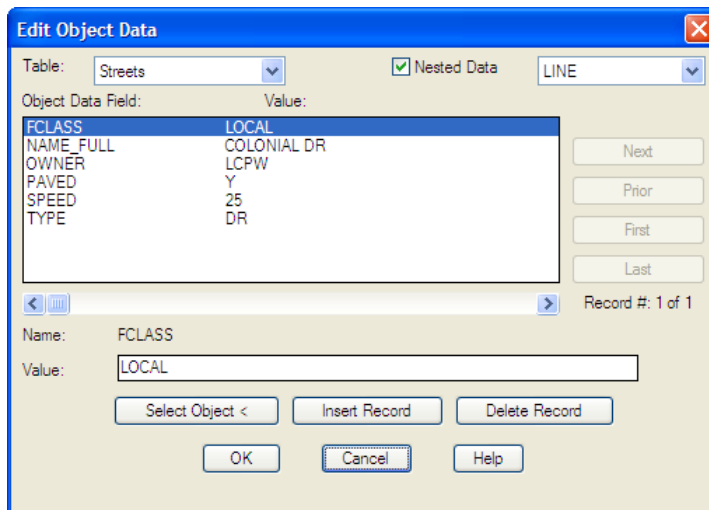 Edit Object Data
Table: Streets Nested Data LINE
Object Data Field: Value:
FCLASS LOCAL
NAME_FULL COLONIAL DR
OWNER LCPW
PAVED Y
SPEED 25
TYPE DR
Next
Prior
First
Last
Record #: 1 of 1
Name: FCLASS
Value: LOCAL
Select Object < Insert Record Delete Record
OK Cancel Help